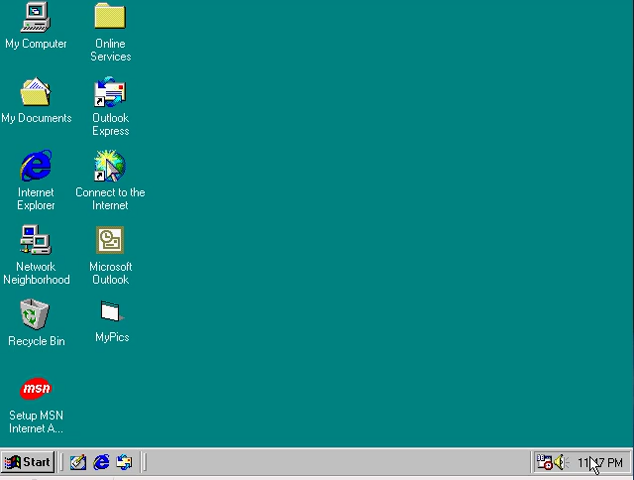 My Computer
Online
Services
My Documents
Outlook
Express
Internet
Explorer
Connect to the
Internet
Network
Neighborhood
Microsoft
Outlook
Recycle Bin
MyPics
msn
Setup MSN
Internet A...
Start
PM